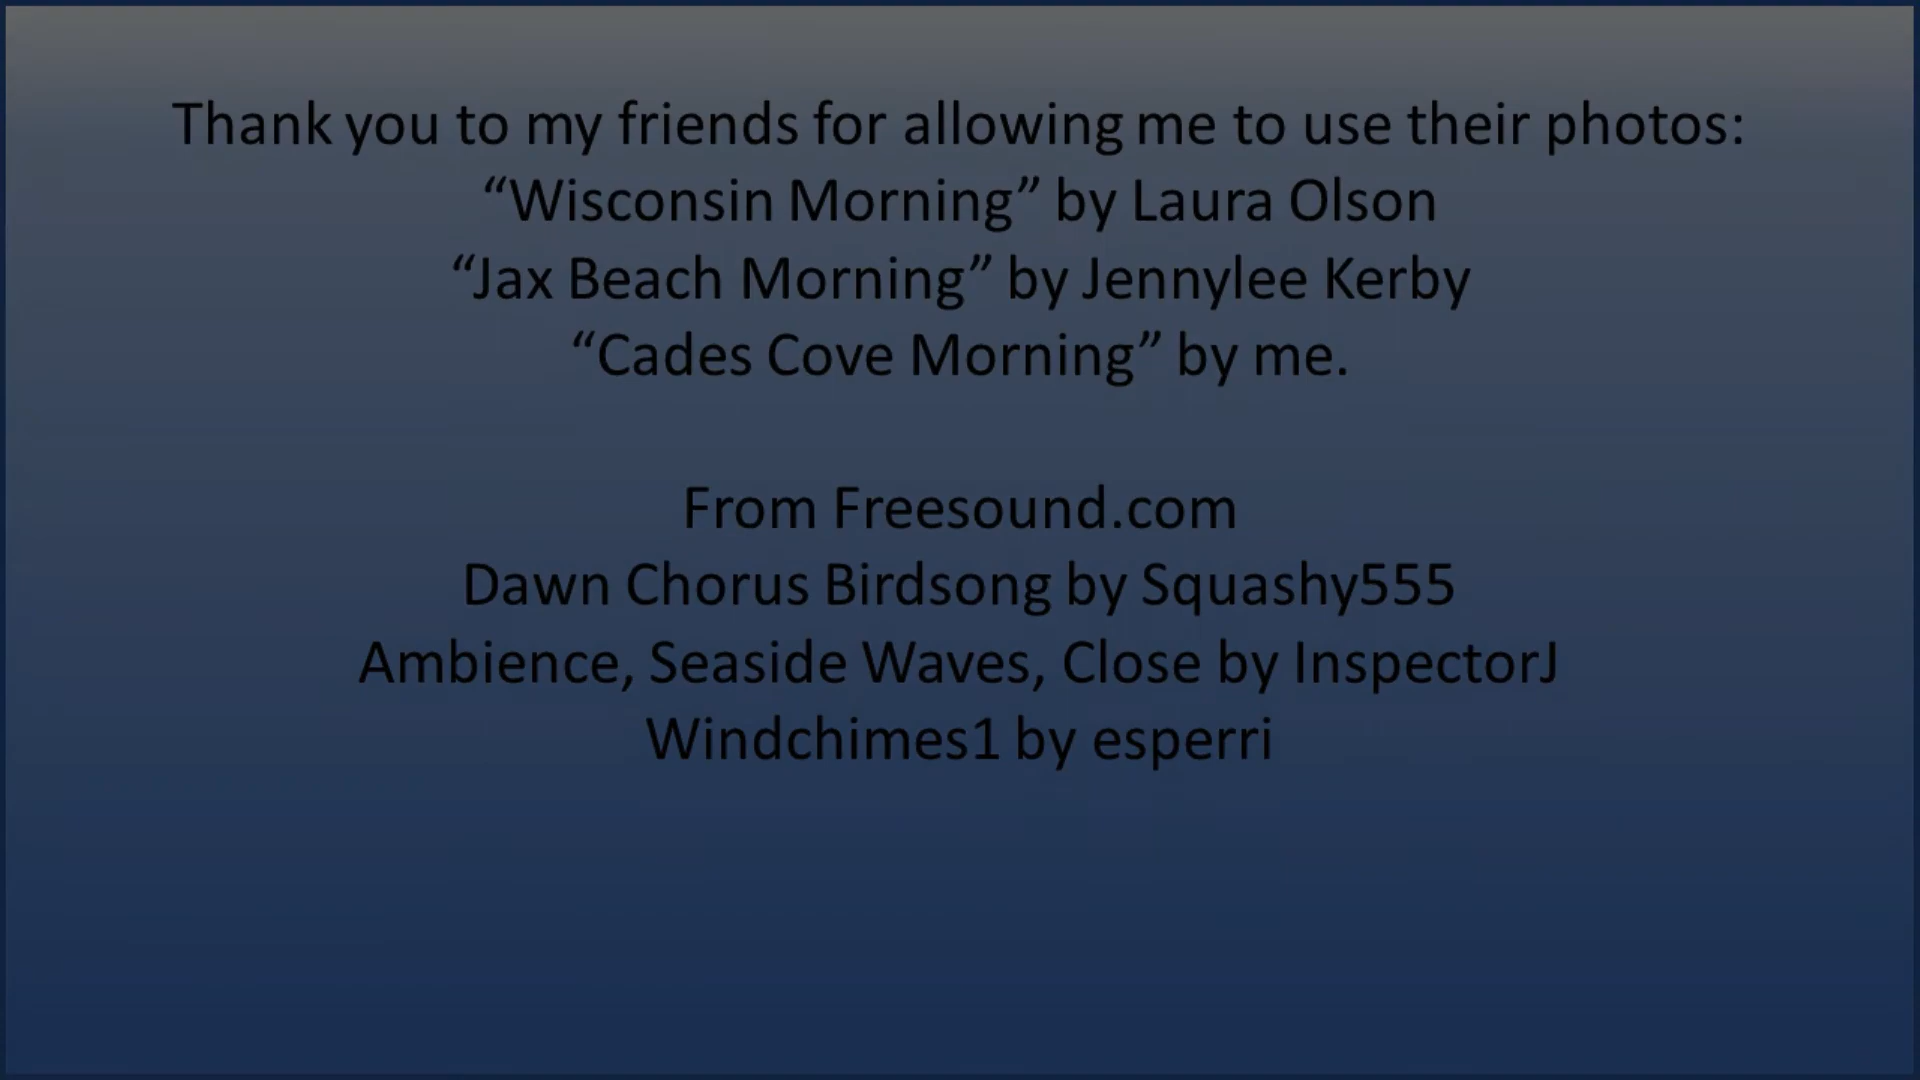 Thank you to my friends for allowing me to use their photos:
“Wisconsin Morning” by Laura Olson
“Jax Beach Morning” by Jennylee Kerby
“Cades Cove Morning” by me.
From Freesound.com
Dawn Chorus Birdsong by Squashy555
Ambience, Seaside Waves, Close by InspectorJ
Windchimes1 by esperri